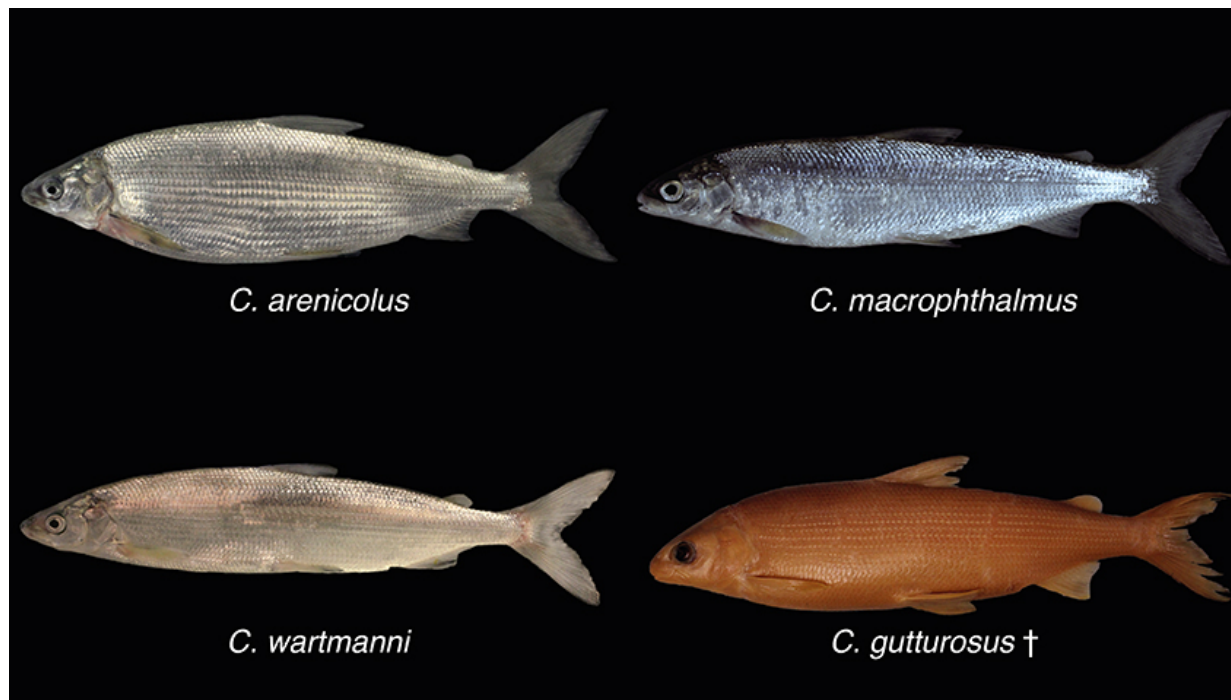 C. arenicolus
C. macrophthalmus
C. wartmanni
C. gutturosus †